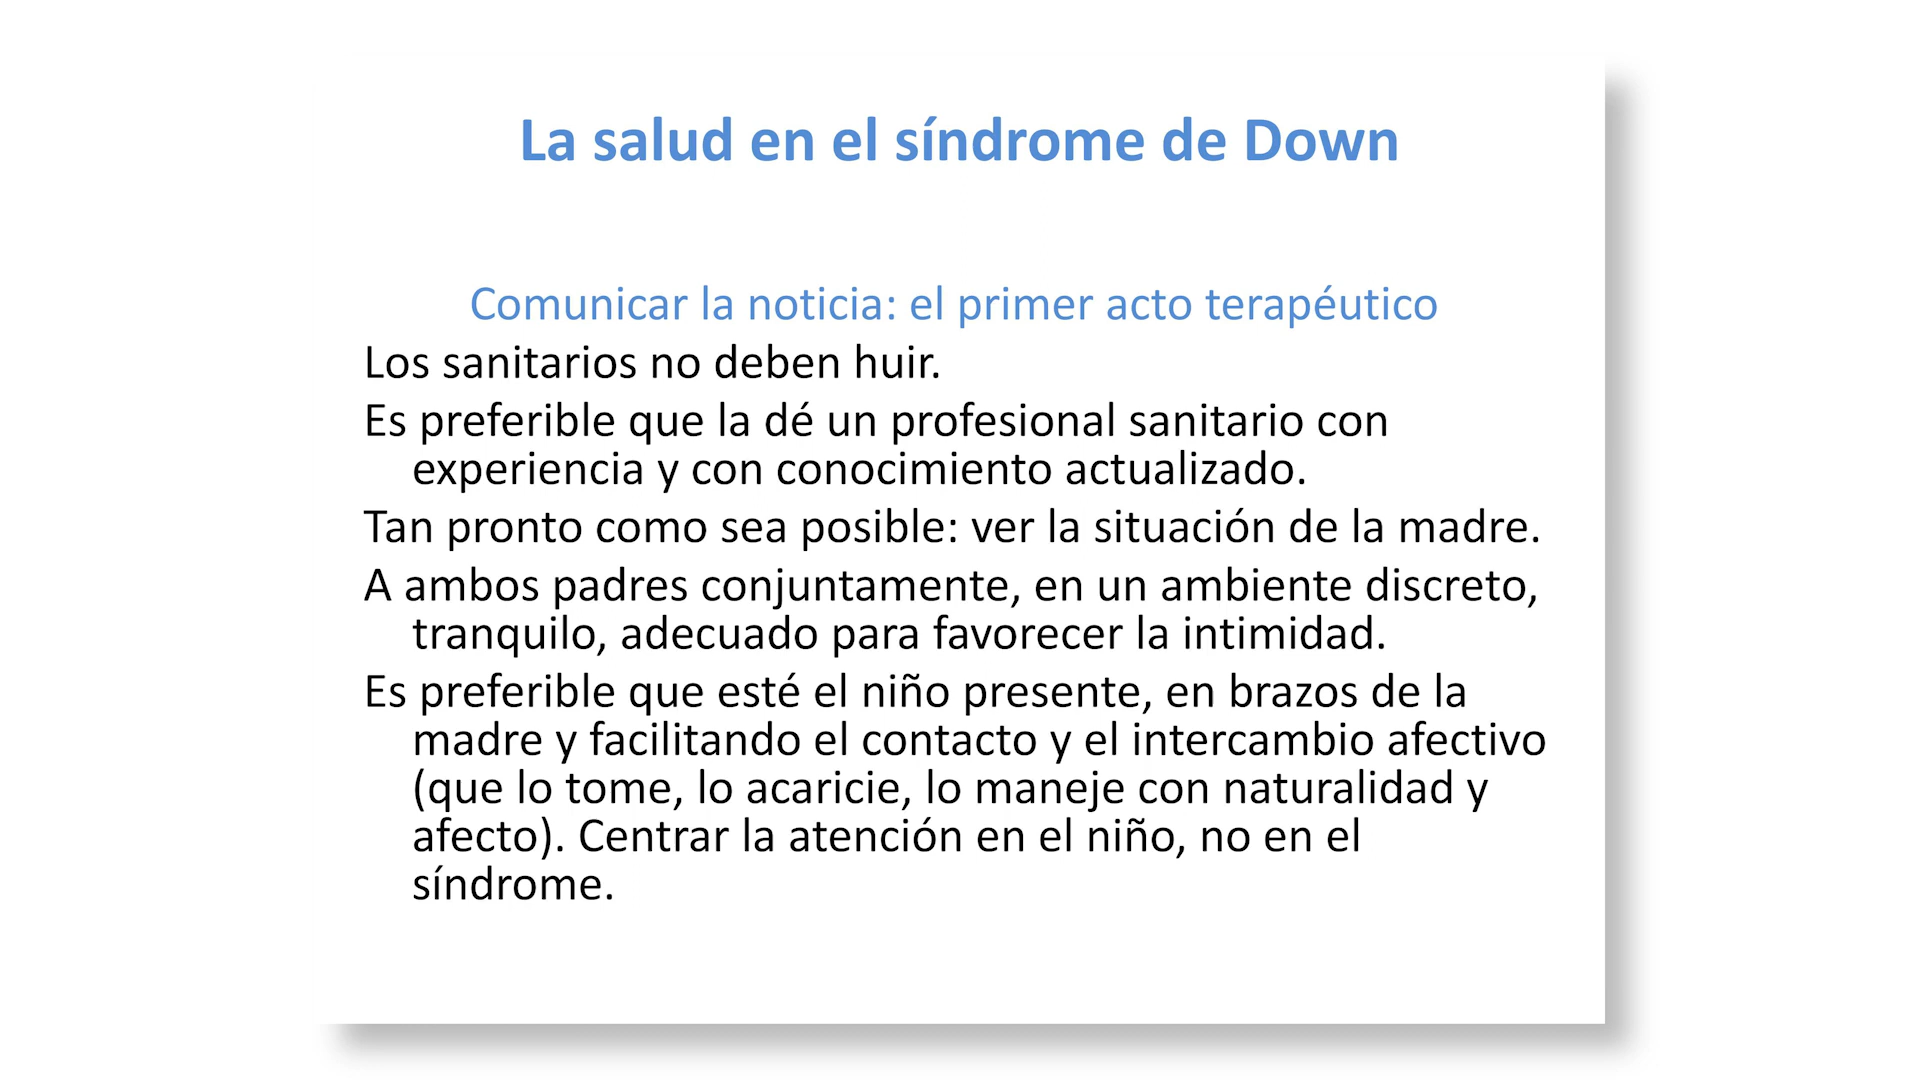 La salud en el síndrome de Down
Comunicar la noticia: el primer acto terapéutico
Los sanitarios no deben huir.
Es preferible que la dé un profesional sanitario con
experiencia y con conocimiento actualizado.
Tan pronto como sea posible: ver la situación de la madre.
A ambos padres conjuntamente, en un ambiente discreto,
tranquilo, adecuado para favorecer la intimidad.
Es preferible que esté el niño presente, en brazos de la
madre y facilitando el contacto y el intercambio afectivo
(que lo tome, lo acaricie, lo maneje con naturalidad y
afecto). Centrar la atención en el niño, no en el
síndrome.